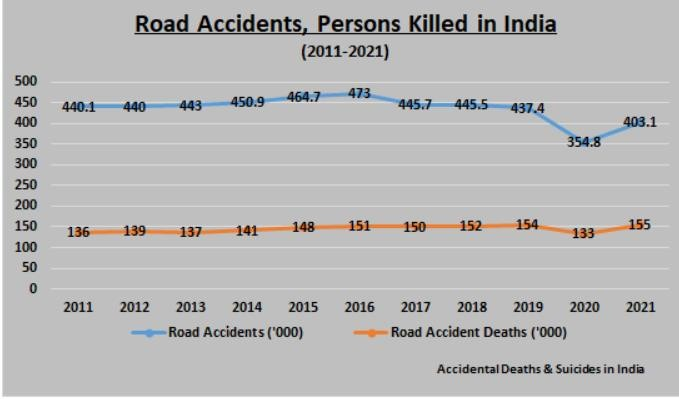 Road Accidents, Persons Killed in India
(2011-2021)
500
450
400
350
300
250
200
150
100
50
0
440.1 440 443 450.9 464.7 473 445.7 445.5 437.4 354.8 403.1
136 139 137 141 148 151 150 152 154 133 155
2011 2012 2013 2014 2015 2016 2017 2018 2019 2020 2021
Road Accidents ('000) Road Accident Deaths ('000)
Accidental Deaths & Suicides in India